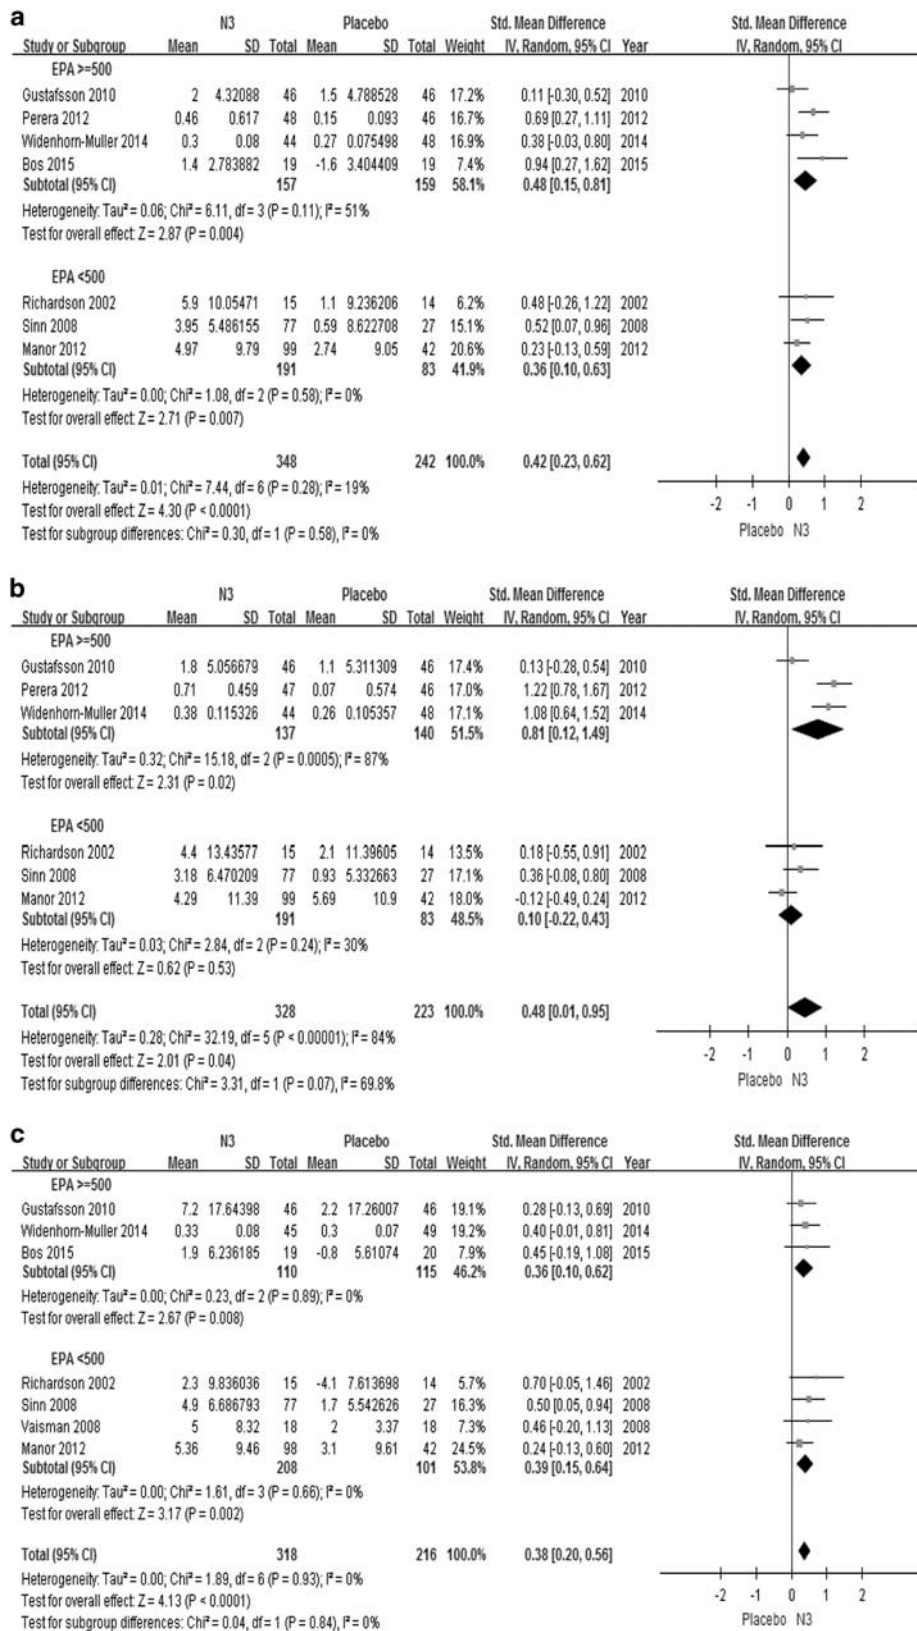 a
N3 Placebo Std. Mean Difference Std. Mean Difference
Study or Subgroup Mean SD Total Mean SD Total Weight IV, Random, 95% CI Year IV, Random, 95% CI
EPA >=500
Gustafsson 2010 2 4.32088 46 1.5 4.788528 46 17.2% 0.11 [-0.30, 0.52] 2010
Perera 2012 0.46 0.617 48 0.15 0.093 46 16.7% 0.69 [0.27, 1.11] 2012
Widenhorn-Muller 2014 0.3 0.08 44 0.27 0.075498 48 16.9% 0.38 [-0.03, 0.80] 2014
Bos 2015 1.4 2.783882 19 -1.6 3.404409 19 7.4% 0.94 [0.27, 1.62] 2015
Subtotal (95% CI) 157 159 58.1% 0.48 [0.15, 0.81]
Heterogeneity: Tau² = 0.06; Chi² = 6.11, df = 3 (P = 0.11); I² = 51%
Test for overall effect: Z = 2.87 (P = 0.004)
EPA <500
Richardson 2002 5.9 10.05471 15 1.1 9.236206 14 6.2% 0.48 [-0.26, 1.22] 2002
Sinn 2008 3.95 5.486155 77 0.59 8.622708 27 15.1% 0.52 [0.07, 0.96] 2008
Manor 2012 4.97 9.79 99 2.74 9.05 42 20.6% 0.23 [-0.13, 0.59] 2012
Subtotal (95% CI) 191 83 41.9% 0.36 [0.10, 0.63]
Heterogeneity: Tau² = 0.00; Chi² = 1.08, df = 2 (P = 0.58); I² = 0%
Test for overall effect: Z = 2.71 (P = 0.007)
Total (95% CI) 348 242 100.0% 0.42 [0.23, 0.62]
Heterogeneity: Tau² = 0.01; Chi² = 7.44, df = 6 (P = 0.28); I² = 19%
Test for overall effect: Z = 4.30 (P < 0.0001)
Test for subgroup differences: Chi² = 0.30, df = 1 (P = 0.58), I² = 0%
-2 -1 0 1 2
Placebo N3
b
N3 Placebo Std. Mean Difference Std. Mean Difference
Study or Subgroup Mean SD Total Mean SD Total Weight IV, Random, 95% CI Year IV, Random, 95% CI
EPA >=500
Gustafsson 2010 1.8 5.056679 46 1.1 5.311309 46 17.4% 0.13 [-0.28, 0.54] 2010
Perera 2012 0.71 0.459 47 0.07 0.574 46 17.0% 1.22 [0.78, 1.67] 2012
Widenhorn-Muller 2014 0.38 0.115326 44 0.26 0.105357 48 17.1% 1.08 [0.64, 1.52] 2014
Subtotal (95% CI) 137 140 51.5% 0.81 [0.12, 1.49]
Heterogeneity: Tau² = 0.32; Chi² = 15.18, df = 2 (P = 0.0005); I² = 87%
Test for overall effect: Z = 2.31 (P = 0.02)
EPA <500
Richardson 2002 4.4 13.43577 15 2.1 11.39605 14 13.5% 0.18 [-0.55, 0.91] 2002
Sinn 2008 3.18 6.470209 77 0.93 5.332663 27 17.1% 0.36 [-0.08, 0.80] 2008
Manor 2012 4.29 11.39 99 5.69 10.9 42 18.0% -0.12 [-0.49, 0.24] 2012
Subtotal (95% CI) 191 83 48.5% 0.10 [-0.22, 0.43]
Heterogeneity: Tau² = 0.03; Chi² = 2.84, df = 2 (P = 0.24); I² = 30%
Test for overall effect: Z = 0.62 (P = 0.53)
Total (95% CI) 328 223 100.0% 0.48 [0.01, 0.95]
Heterogeneity: Tau² = 0.28; Chi² = 32.19, df = 5 (P < 0.00001); I² = 84%
Test for overall effect: Z = 2.01 (P = 0.04)
Test for subgroup differences: Chi² = 3.31, df = 1 (P = 0.07), I² = 69.8%
-2 -1 0 1 2
Placebo N3
c
N3 Placebo Std. Mean Difference Std. Mean Difference
Study or Subgroup Mean SD Total Mean SD Total Weight IV, Random, 95% CI Year IV, Random, 95% CI
EPA >=500
Gustafsson 2010 7.2 17.64398 46 2.2 17.26007 46 19.1% 0.28 [-0.13, 0.69] 2010
Widenhorn-Muller 2014 0.33 0.08 45 0.3 0.07 49 19.2% 0.40 [-0.01, 0.81] 2014
Bos 2015 1.9 6.236185 19 -0.8 5.61074 20 7.9% 0.45 [-0.19, 1.08] 2015
Subtotal (95% CI) 110 115 46.2% 0.36 [0.10, 0.62]
Heterogeneity: Tau² = 0.00; Chi² = 0.23, df = 2 (P = 0.89); I² = 0%
Test for overall effect: Z = 2.67 (P = 0.008)
EPA <500
Richardson 2002 2.3 9.836036 15 -4.1 7.613698 14 5.7% 0.70 [-0.05, 1.46] 2002
Sinn 2008 4.9 6.686793 77 1.7 5.542626 27 16.3% 0.50 [0.05, 0.94] 2008
Vaisman 2008 5 8.32 18 2 3.37 18 7.3% 0.46 [-0.20, 1.13] 2008
Manor 2012 5.36 9.46 98 3.1 9.61 42 24.5% 0.24 [-0.13, 0.60] 2012
Subtotal (95% CI) 208 101 53.8% 0.39 [0.15, 0.64]
Heterogeneity: Tau² = 0.00; Chi² = 1.61, df = 3 (P = 0.66); I² = 0%
Test for overall effect: Z = 3.17 (P = 0.002)
Total (95% CI) 318 216 100.0% 0.38 [0.20, 0.56]
Heterogeneity: Tau² = 0.00; Chi² = 1.89, df = 6 (P = 0.93); I² = 0%
Test for overall effect: Z = 4.13 (P < 0.0001)
Test for subgroup differences: Chi² = 0.04, df = 1 (P = 0.84), I² = 0%
-2 -1 0 1 2
Placebo N3